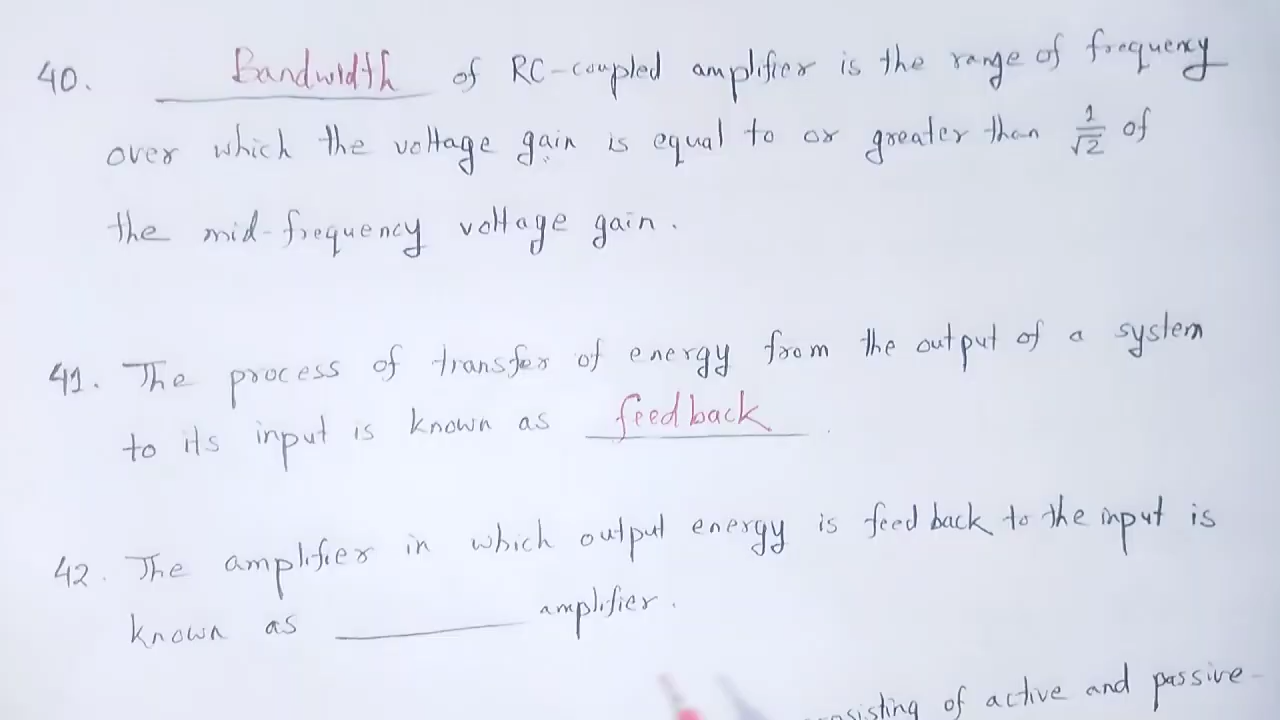 40. Bandwidth of RC-coupled amplifier is the range of frequency
over which the voltage gain is equal to or greater than 1/√2 of
the mid-frequency voltage gain.
41. The process of transfer of energy from the output of a system
to its input is known as feedback.
42. The amplifier in which output energy is feed back to the input is
known as ________ amplifier.
of active and passive-